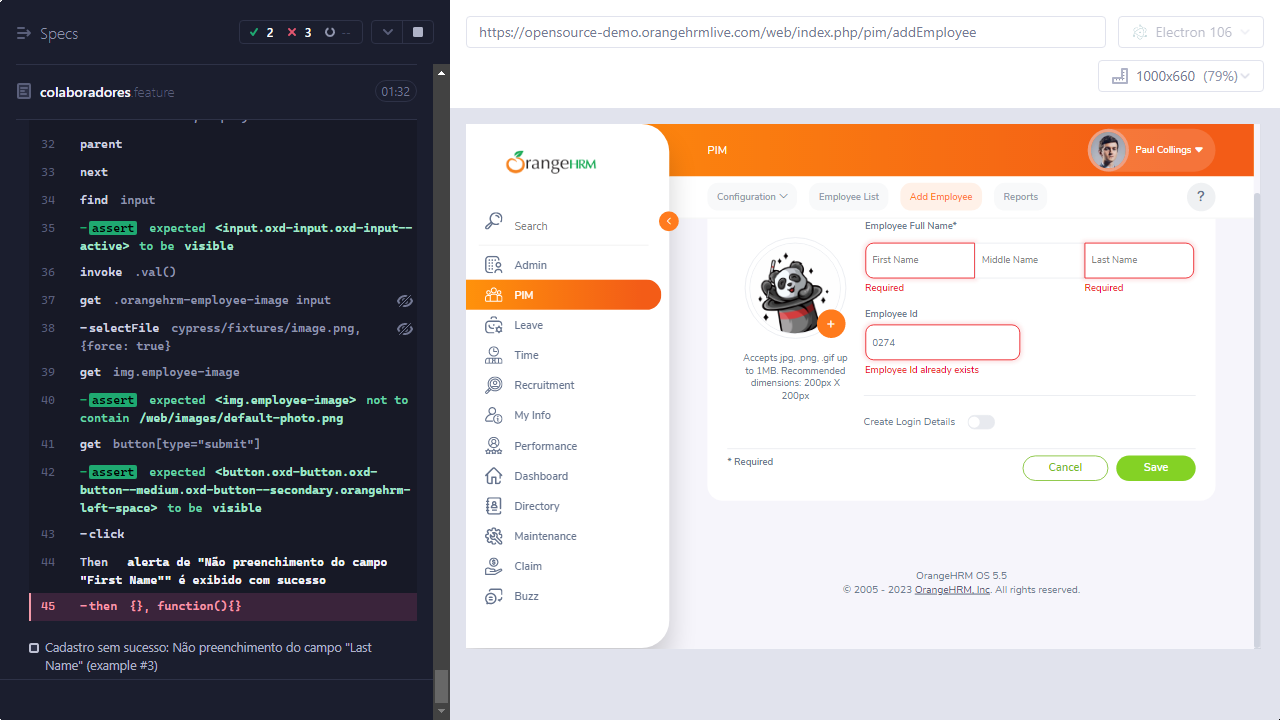 Specs
2
3
--
https://opensource-demo.orangehrmlive.com/web/index.php/pim/addEmployee
Electron 106
1000x660 (79%)
colaboradores.feature
01:32
32 parent
33 next
34 find input
35 -assert expected <input.oxd-input.oxd-input--
active> to be visible
36 invoke .val()
37 get .orangehrm-employee-image input
38 -selectFile cypress/fixtures/image.png,
{force: true}
39 get img.employee-image
40 -assert expected <img.employee-image> not to
contain /web/images/default-photo.png
41 get button[type="submit"]
42 -assert expected <button.oxd-button.oxd-
button--medium.oxd-button--secondary.orangehrm-
left-space> to be visible
43 -click
44 Then alerta de "Não preenchimento do campo
"First Name"" é exibido com sucesso
45 -then {}, function(){}
Cadastro sem sucesso: Não preenchimento do campo "Last
Name" (example #3)
OrangeHRM
Search
Admin
PIM
Leave
Time
Recruitment
My Info
Performance
Dashboard
Directory
Maintenance
Claim
Buzz
PIM
Paul Collings
Configuration
Employee List
Add Employee
Reports
?
Employee Full Name*
First Name
Middle Name
Last Name
Required
Required
Employee Id
0274
Employee Id already exists
+
Accepts jpg, .png, .gif up
to 1MB. Recommended
dimensions: 200px X
200px
Create Login Details
* Required
Cancel
Save
OrangeHRM OS 5.5
© 2005 - 2023 OrangeHRM, Inc. All rights reserved.